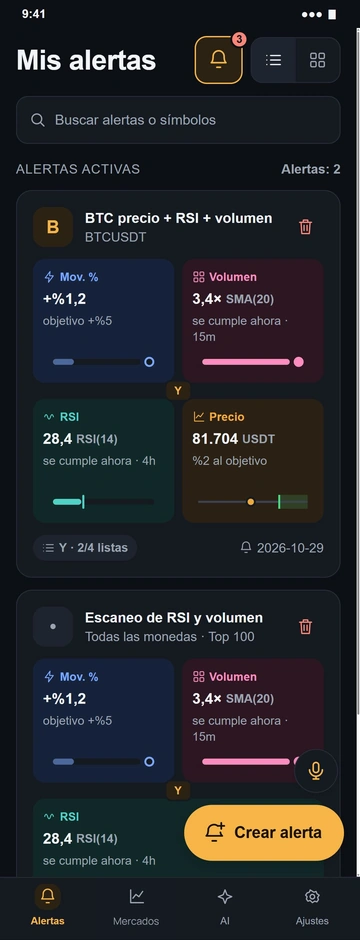 9:41
Mis alertas
3
Buscar alertas o símbolos
ALERTAS ACTIVAS
Alertas: 2
B
BTC precio + RSI + volumen
BTCUSDT
Mov. %
+%1,2
objetivo +%5
Volumen
3,4× SMA(20)
se cumple ahora ·
15m
Y
RSI
28,4 RSI(14)
se cumple ahora · 4h
Precio
81.704 USDT
%2 al objetivo
Y · 2/4 listas
2026-10-29
Escaneo de RSI y volumen
Todas las monedas · Top 100
Mov. %
+%1,2
objetivo +%5
Volumen
3,4× SMA(20)
se cumple ahora ·
15m
Y
RSI
28,4 RSI(14)
se cumple ahora · 4h
Crear alerta
Alertas
Mercados
AI
Ajustes